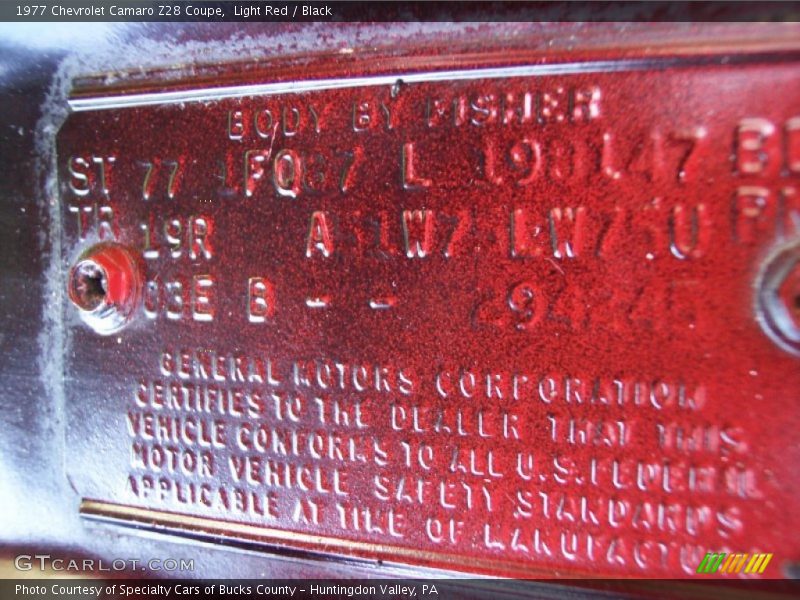 1977 Chevrolet Camaro Z28 Coupe, Light Red / Black
BODY BY FISHER
ST 77 1FQ87 L
TR 19R A W7
03E B - -
GENERAL MOTORS CORPORATION
CERTIFIES TO THE DEALER THAT THIS
VEHICLE CONFORMS TO ALL U.S. FEDERAL
MOTOR VEHICLE SAFETY STANDARDS
APPLICABLE AT TIME OF MANUFACTURE
GTCARLOT.COM
Photo Courtesy of Specialty Cars of Bucks County - Huntingdon Valley, PA